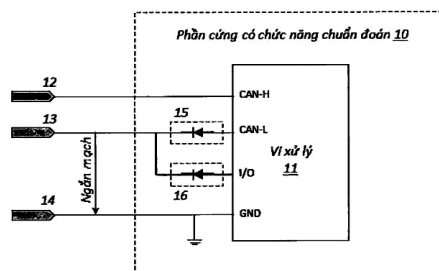 Phần cứng có chức năng chuẩn đoán 10
12
CAN-H
13
15
CAN-L
Vi xử lý
11
Ngắn mạch
I/O
16
14
GND